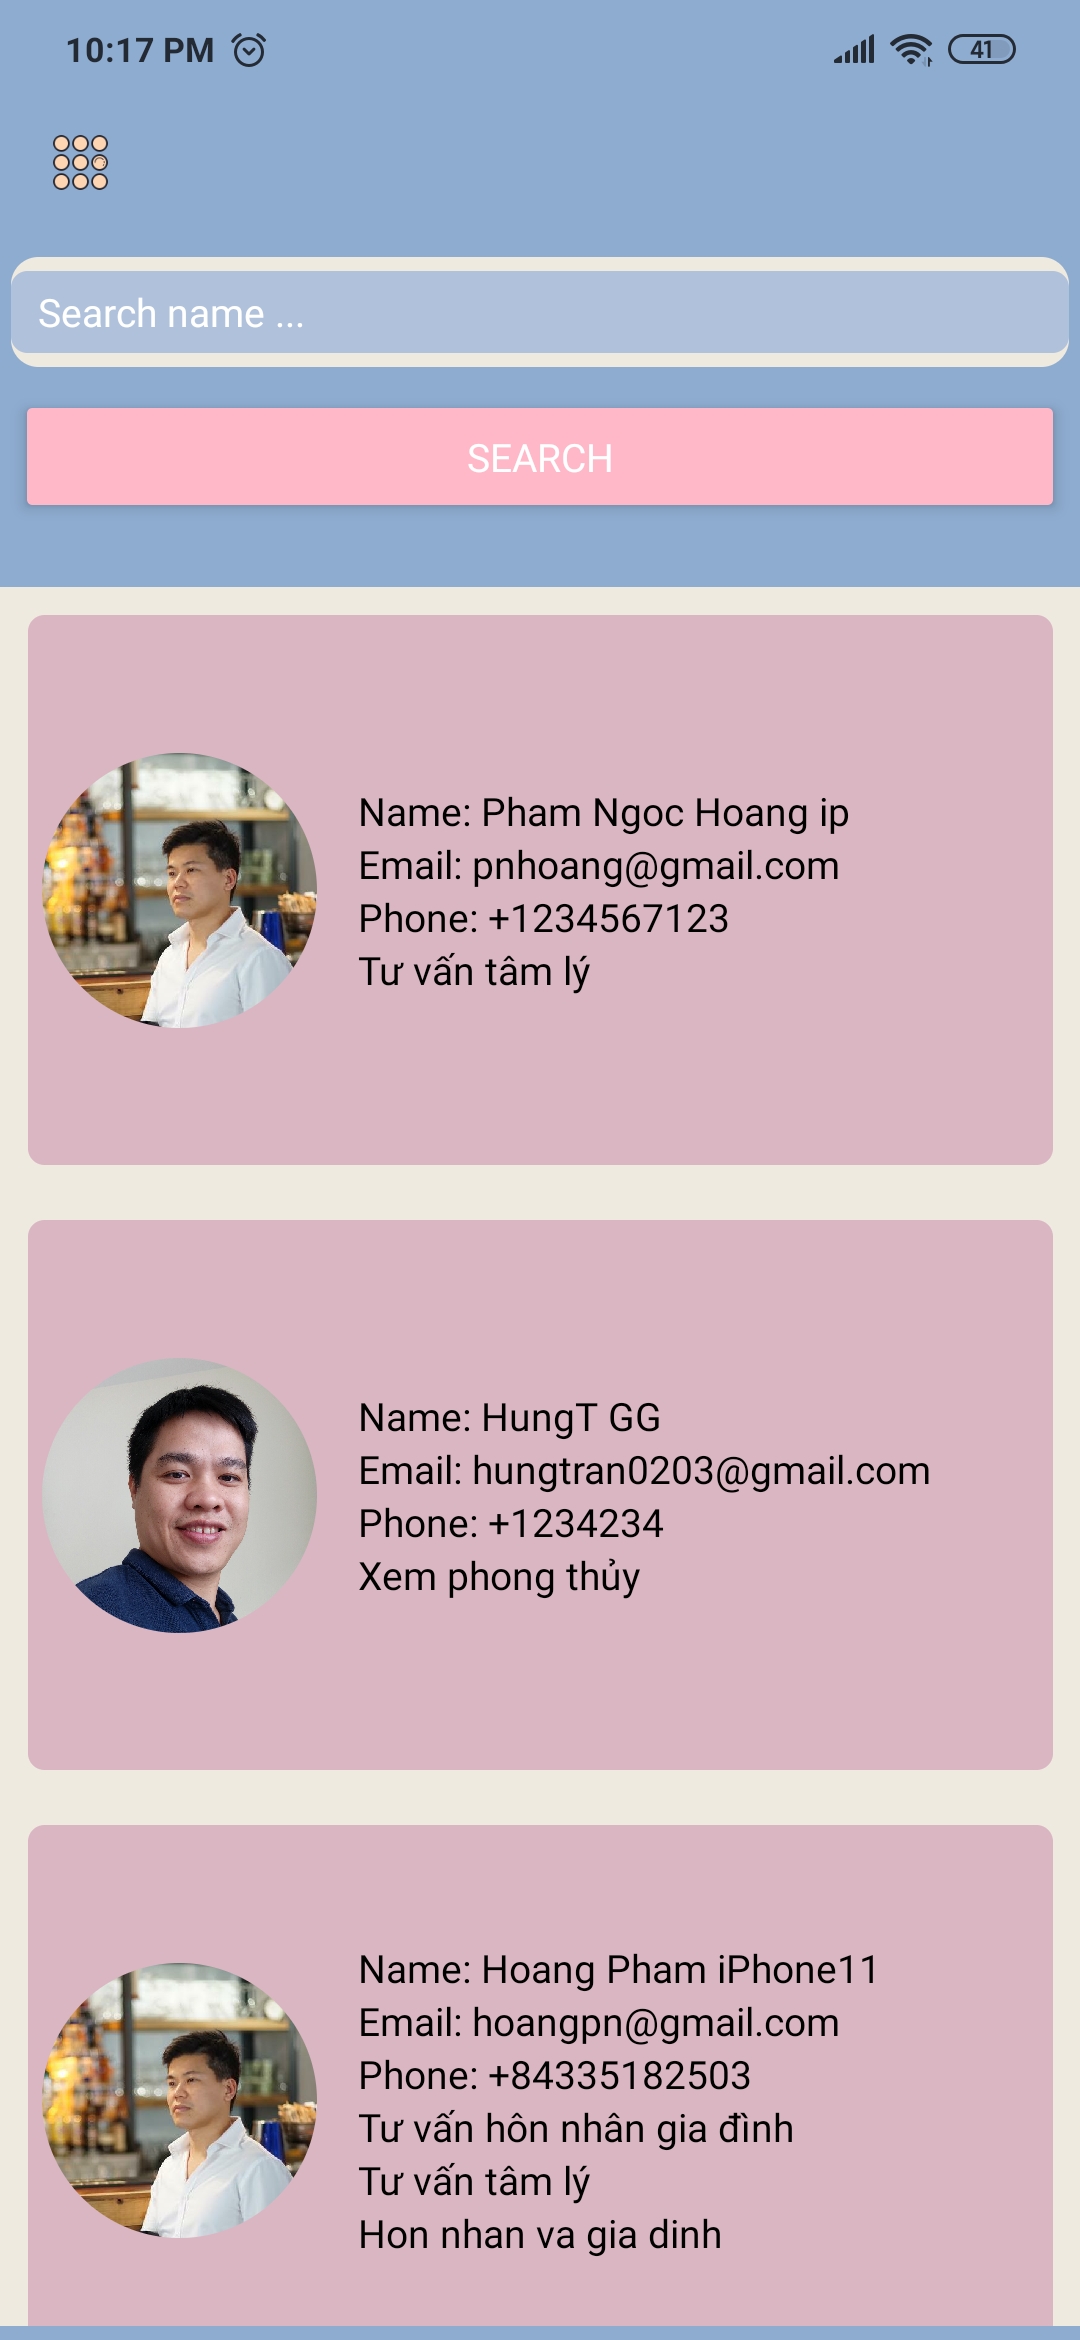 10:17 PM
41
Search name ...
SEARCH
Name: Pham Ngoc Hoang ip
Email: pnhoang@gmail.com
Phone: +1234567123
Tư vấn tâm lý
Name: HungT GG
Email: hungtran0203@gmail.com
Phone: +1234234
Xem phong thủy
Name: Hoang Pham iPhone11
Email: hoangpn@gmail.com
Phone: +84335182503
Tư vấn hôn nhân gia đình
Tư vấn tâm lý
Hon nhan va gia dinh